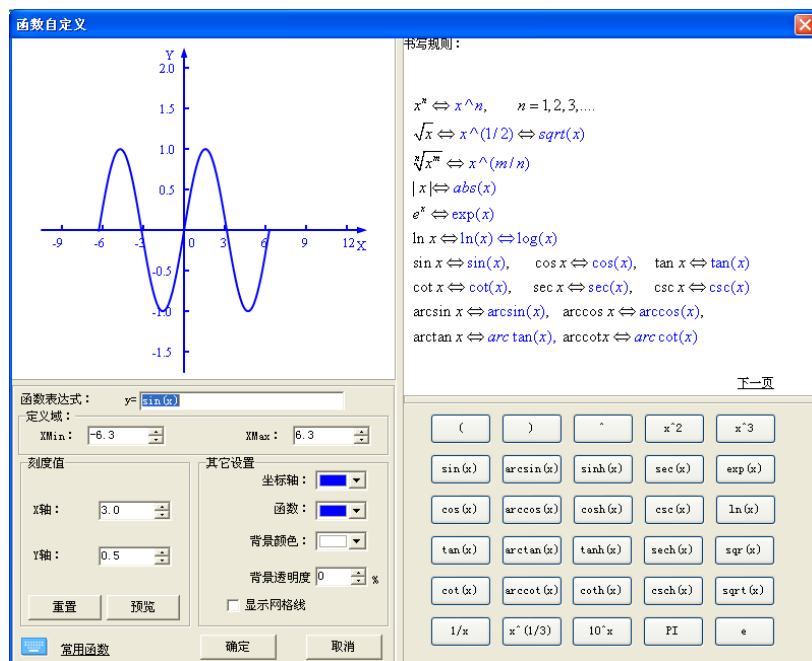 函数自定义
Y
2.0
1.5
1.0
0.5
-9 -6 -3 0 3 6 9 12 X
-0.5
-1.0
-1.5
书写规则：
xⁿ ⇔ x^n, n = 1,2,3,....
√x ⇔ x^(1/2) ⇔ sqrt(x)
ⁿ√xᵐ ⇔ x^(m/n)
| x |⇔ abs(x)
eˣ ⇔ exp(x)
ln x ⇔ ln(x) ⇔ log(x)
sin x ⇔ sin(x), cos x ⇔ cos(x), tan x ⇔ tan(x)
cot x ⇔ cot(x), sec x ⇔ sec(x), csc x ⇔ csc(x)
arcsin x ⇔ arcsin(x), arccos x ⇔ arccos(x),
arctan x ⇔ arc tan(x), arccotx ⇔ arc cot(x)
下一页
函数表达式： y= sin(x)
定义域：
XMin: -6.3 XMax: 6.3
刻度值
X轴： 3.0
Y轴： 0.5
重置 预览
其它设置
坐标轴：
函数：
背景颜色：
背景透明度 0 %
显示网格线
常用函数 确定 取消
( ) ^ x^2 x^3
sin(x) arcsin(x) sinh(x) sec(x) exp(x)
cos(x) arccos(x) cosh(x) csc(x) ln(x)
tan(x) arctan(x) tanh(x) sech(x) sqr(x)
cot(x) arccot(x) coth(x) csch(x) sqrt(x)
1/x x^(1/3) 10^x PI e